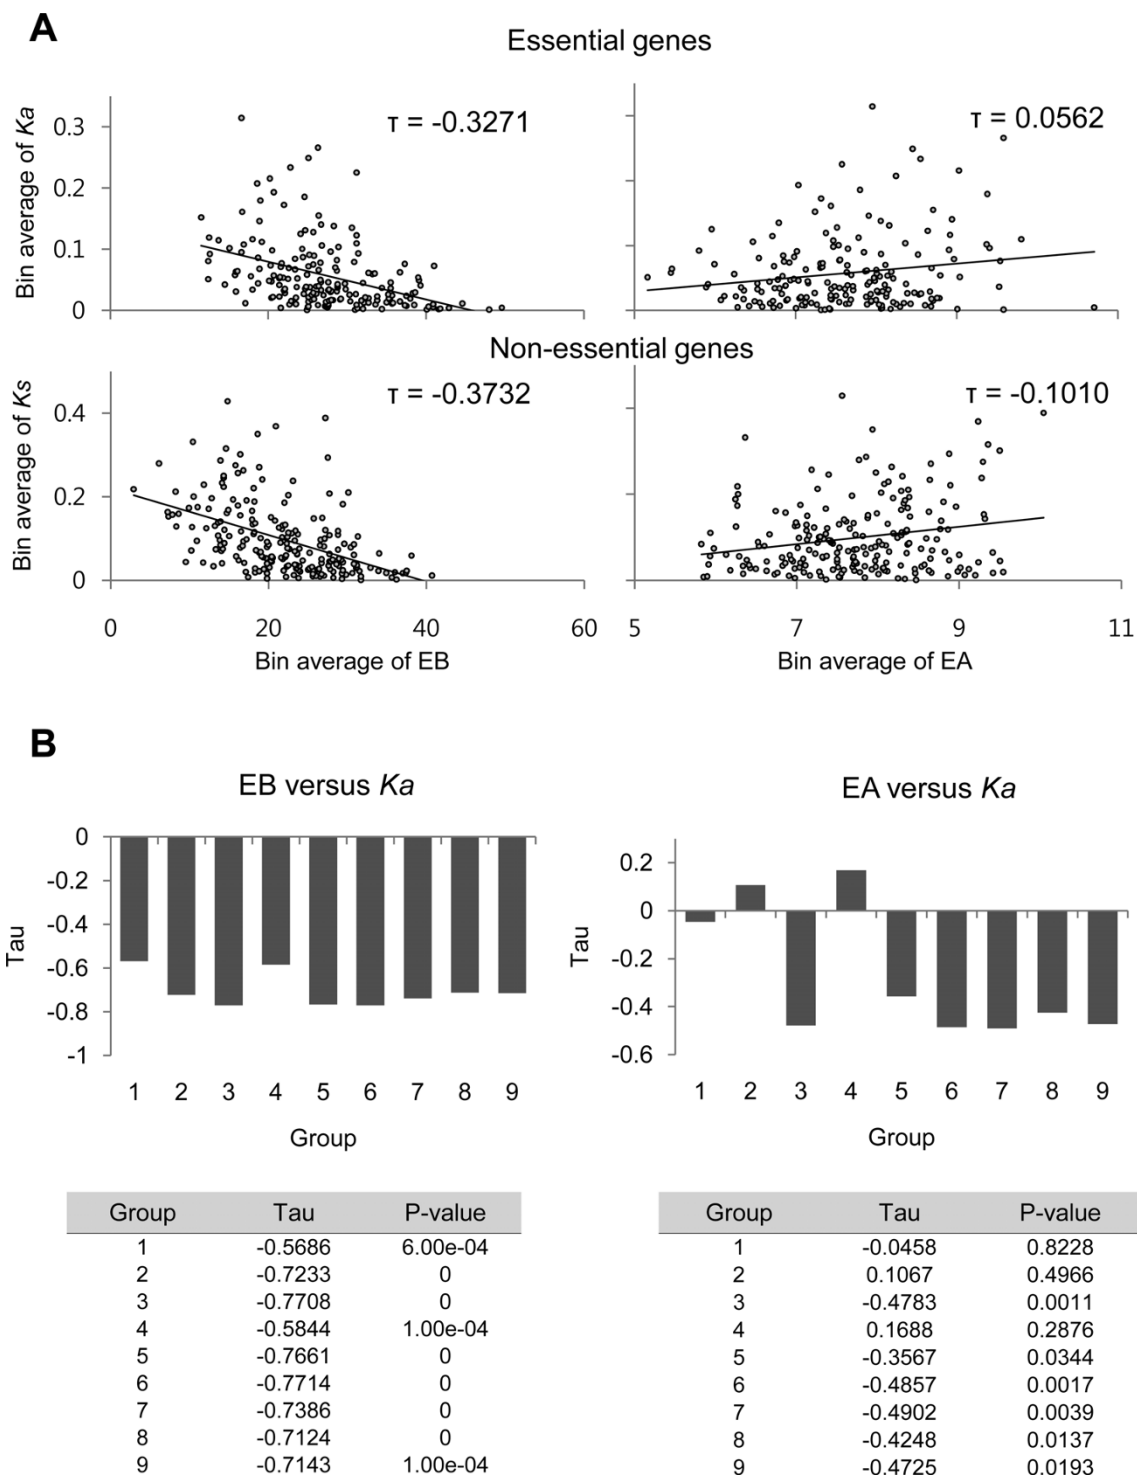 A
Essential genes
Bin average of Ka
0.3
0.2
0.1
0
τ = -0.3271
τ = 0.0562
Non-essential genes
Bin average of Ks
0.4
0.2
0
τ = -0.3732
τ = -0.1010
0 20 40 60
Bin average of EB
5 7 9 11
Bin average of EA
B
EB versus Ka
Tau
0
-0.2
-0.4
-0.6
-0.8
-1
1 2 3 4 5 6 7 8 9
Group
EA versus Ka
Tau
0.2
0
-0.2
-0.4
-0.6
1 2 3 4 5 6 7 8 9
Group
Group Tau P-value
1 -0.5686 6.00e-04
2 -0.7233 0
3 -0.7708 0
4 -0.5844 1.00e-04
5 -0.7661 0
6 -0.7714 0
7 -0.7386 0
8 -0.7124 0
9 -0.7143 1.00e-04
Group Tau P-value
1 -0.0458 0.8228
2 0.1067 0.4966
3 -0.4783 0.0011
4 0.1688 0.2876
5 -0.3567 0.0344
6 -0.4857 0.0017
7 -0.4902 0.0039
8 -0.4248 0.0137
9 -0.4725 0.0193